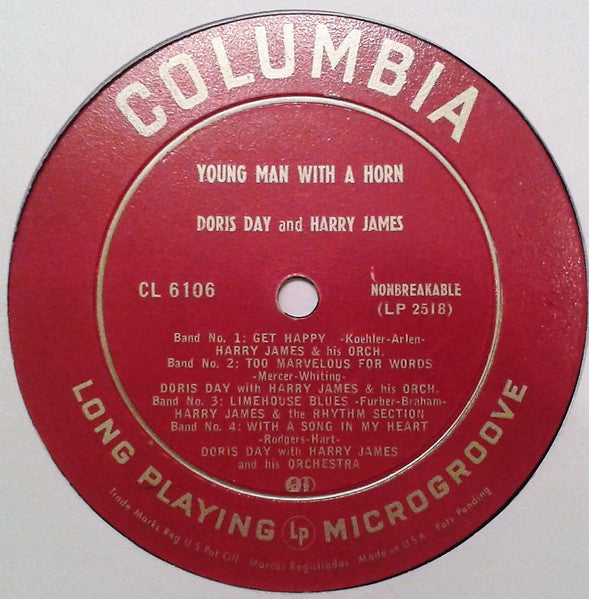 COLUMBIA
YOUNG MAN WITH A HORN
DORIS DAY and HARRY JAMES
CL 6106
NONBREAKABLE
(LP 2518)
Band No. 1: GET HAPPY -Koehler-Arlen-
HARRY JAMES & his ORCH.
Band No. 2: TOO MARVELOUS FOR WORDS
-Mercer-Whiting-
DORIS DAY with HARRY JAMES & his ORCH.
Band No. 3: LIMEHOUSE BLUES -Furber-Braham-
HARRY JAMES & the RHYTHM SECTION
Band No. 4: WITH A SONG IN MY HEART
-Rodgers-Hart-
DORIS DAY with HARRY JAMES
and his ORCHESTRA
LONG PLAYING Lp MICROGROOVE
Trade Marks Reg U S Pat Off Marcas Registradas Made in U.S.A Pats Pending